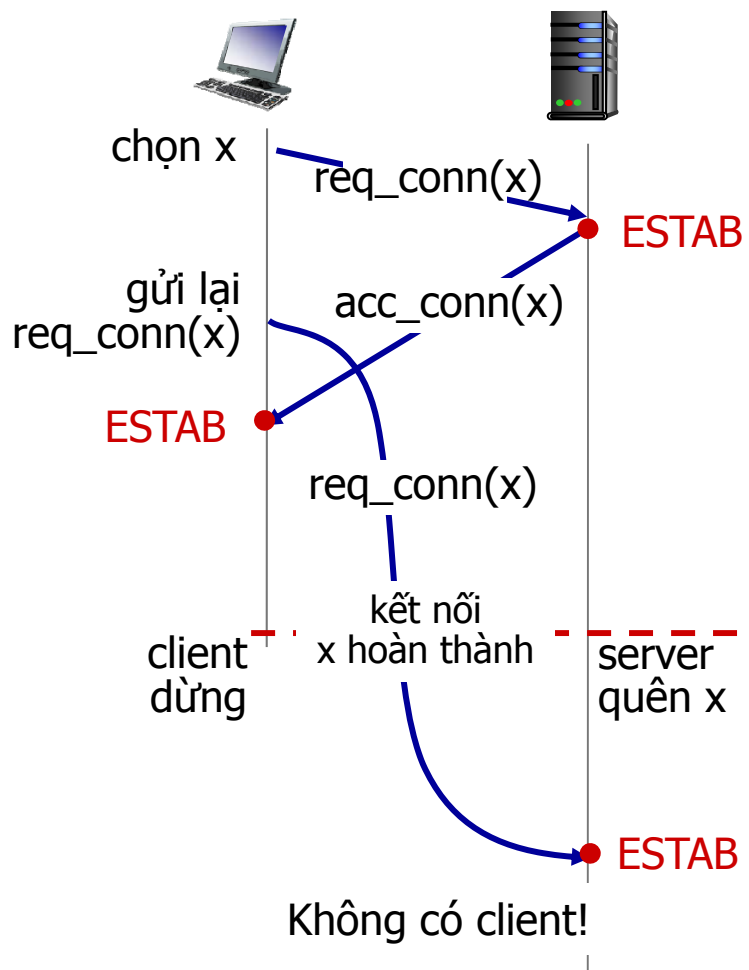 chọn x
req_conn(x)
ESTAB
gửi lại
req_conn(x)
acc_conn(x)
ESTAB
req_conn(x)
kết nối
x hoàn thành
client
dừng
server
quên x
ESTAB
Không có client!